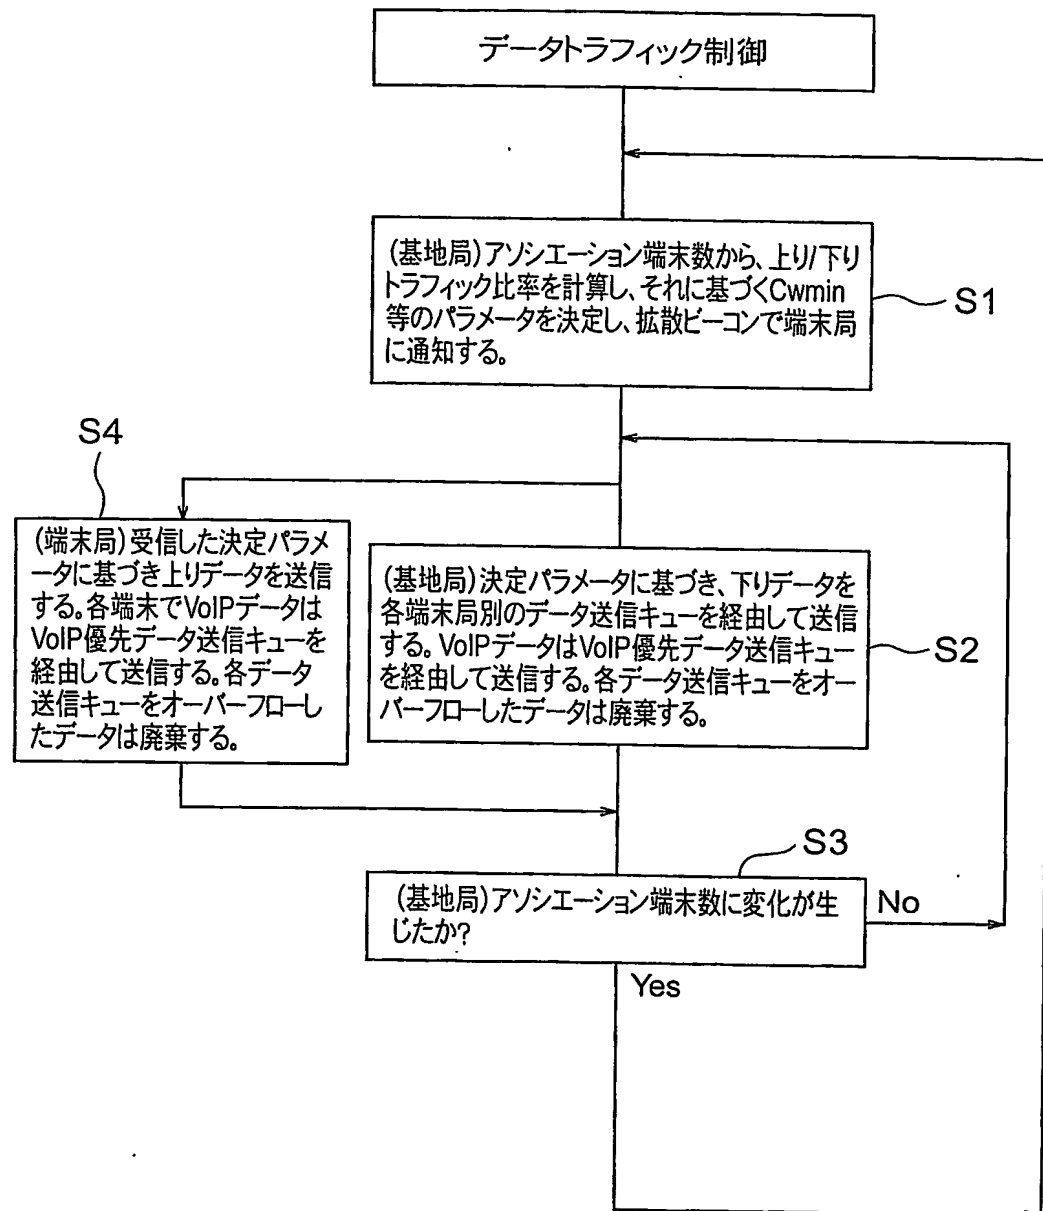 データトラフィック制御
(基地局)アソシエーション端末数から、上り/下り
トラフィック比率を計算し、それに基づくCwmin
等のパラメータを決定し、拡散ビーコンで端末局
に通知する。
S1
S4
(端末局)受信した決定パラメ
ータに基づき上りデータを送信
する。各端末でVoIPデータは
VoIP優先データ送信キューを
経由して送信する。各データ
送信キューをオーバーフローし
たデータは廃棄する。
(基地局)決定パラメータに基づき、下りデータを
各端末局別のデータ送信キューを経由して送信
する。VoIPデータはVoIP優先データ送信キュー
を経由して送信する。各データ送信キューをオー
バーフローしたデータは廃棄する。
S2
S3
(基地局)アソシエーション端末数に変化が生
じたか?
No
Yes